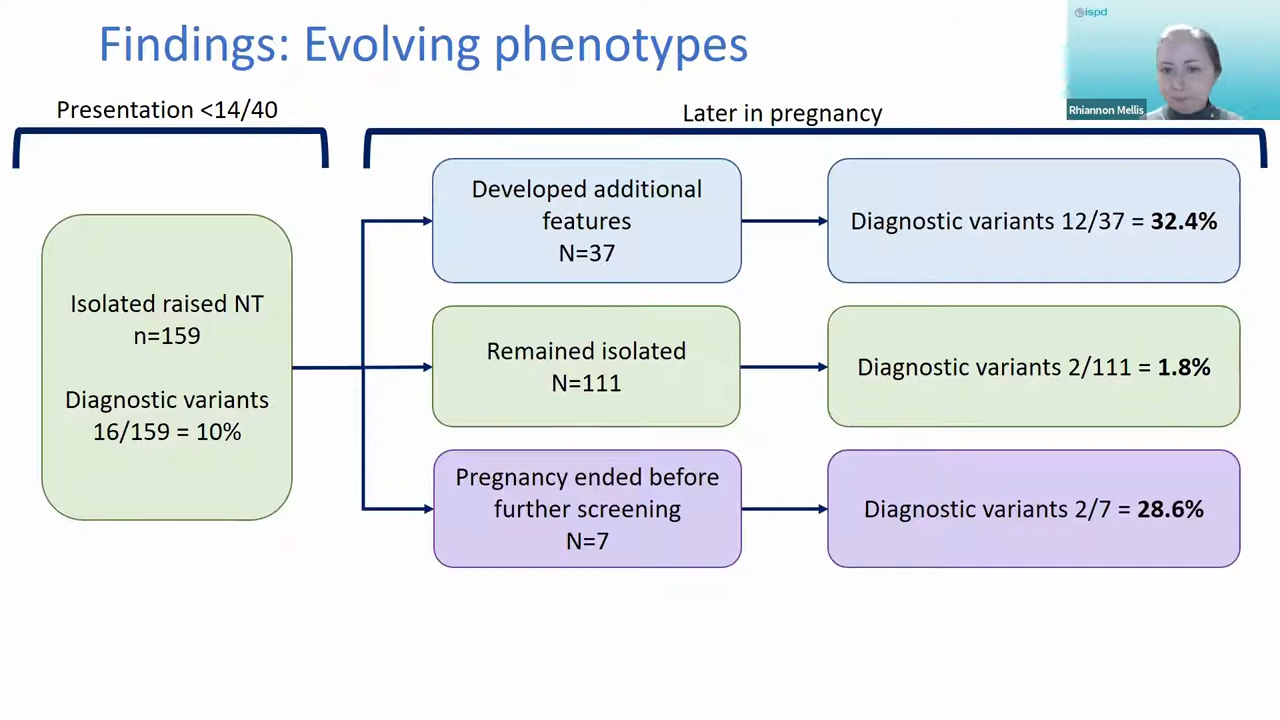 Findings: Evolving phenotypes
ispd
Rhiannon Mellis
Presentation <14/40
Later in pregnancy
Isolated raised NT
n=159
Diagnostic variants
16/159 = 10%
Developed additional
features
N=37
Diagnostic variants 12/37 = 32.4%
Remained isolated
N=111
Diagnostic variants 2/111 = 1.8%
Pregnancy ended before
further screening
N=7
Diagnostic variants 2/7 = 28.6%